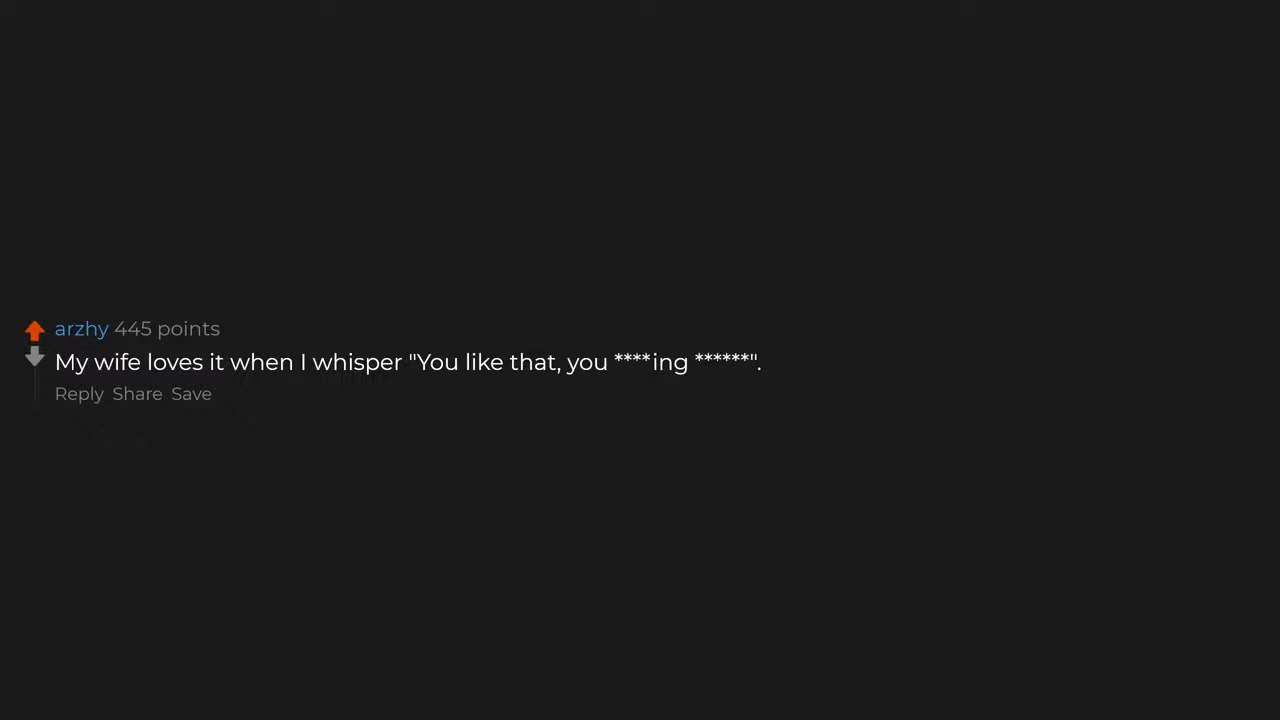 arzhy 445 points
My wife loves it when I whisper "You like that, you ****ing ******".
Reply Share Save